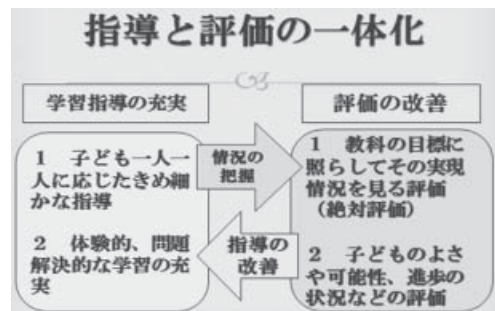 指導と評価の一体化
学習指導の充実
評価の改善
1 子ども一人一
人に応じたきめ細
かな指導
2 体験的、問題
解決的な学習の充
実
情況の
把握
指導の
改善
1 教科の目標に
照らしてその実現
情況を見る評価
(絶対評価)
2 子どものよさ
や可能性、進歩の
状況などの評価